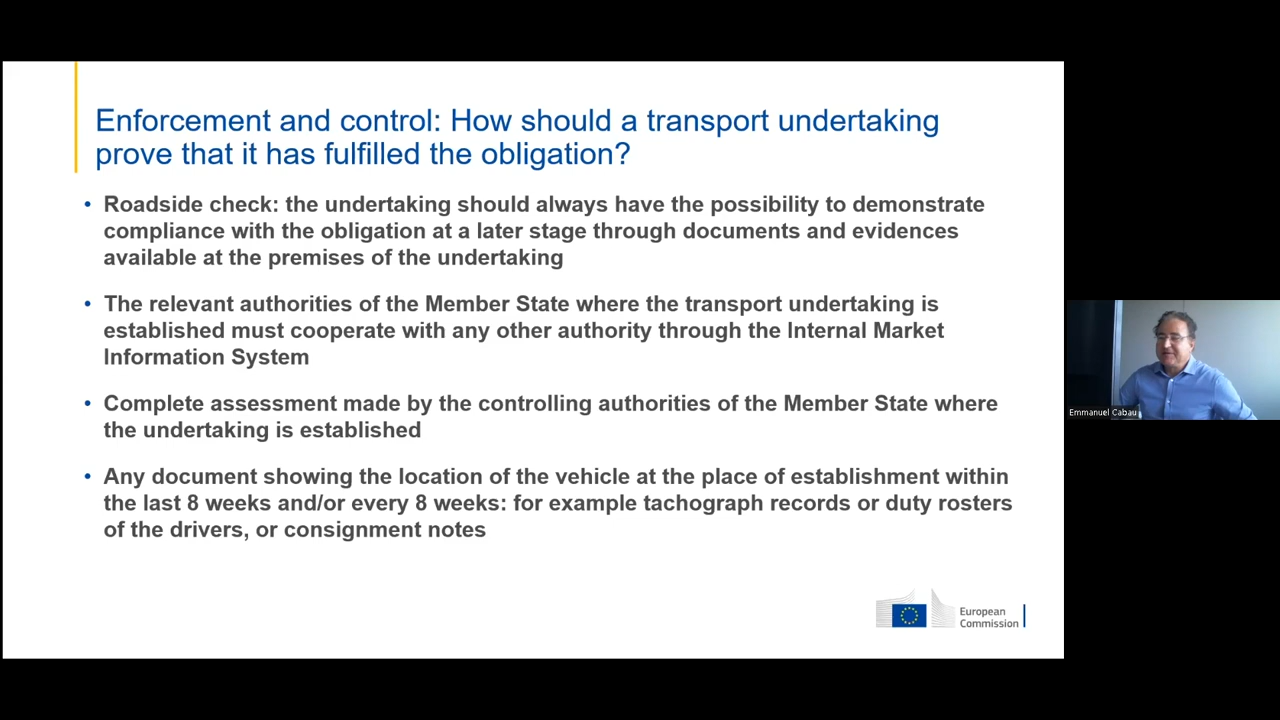 Enforcement and control: How should a transport undertaking
prove that it has fulfilled the obligation?
• Roadside check: the undertaking should always have the possibility to demonstrate
compliance with the obligation at a later stage through documents and evidences
available at the premises of the undertaking
• The relevant authorities of the Member State where the transport undertaking is
established must cooperate with any other authority through the Internal Market
Information System
• Complete assessment made by the controlling authorities of the Member State where
the undertaking is established
• Any document showing the location of the vehicle at the place of establishment within
the last 8 weeks and/or every 8 weeks: for example tachograph records or duty rosters
of the drivers, or consignment notes
European
Commission
Emmanuel Cabau